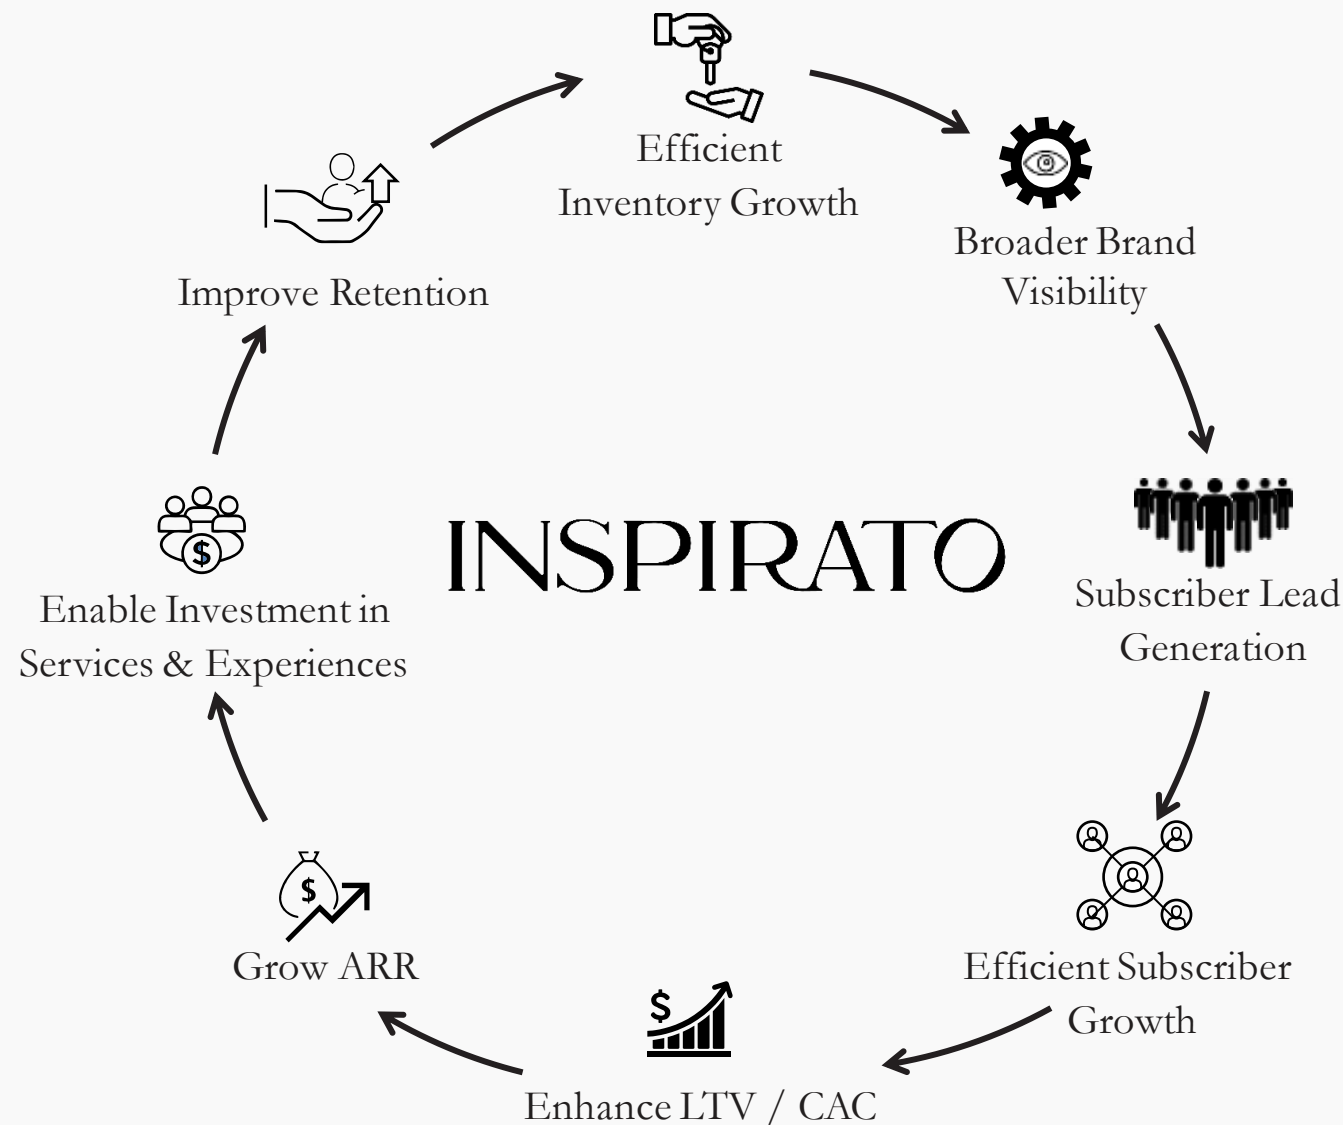 Efficient
Inventory Growth
Broader Brand
Visibility
Subscriber Lead
Generation
Efficient Subscriber
Growth
Enhance LTV / CAC
$
Grow ARR
$
Enable Investment in
Services & Experiences
$
Improve Retention
INSPIRATO